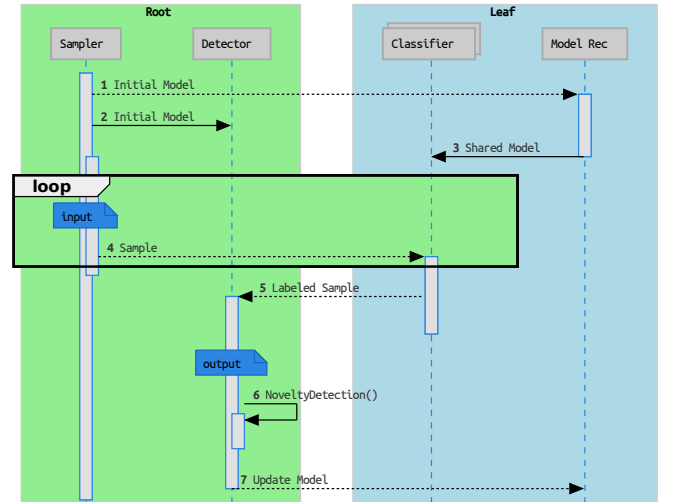 Root
Leaf
Sampler
Detector
Classifier
Model Rec
1 Initial Model
2 Initial Model
3 Shared Model
loop
input
4 Sample
5 Labeled Sample
output
6 NoveltyDetection()
7 Update Model